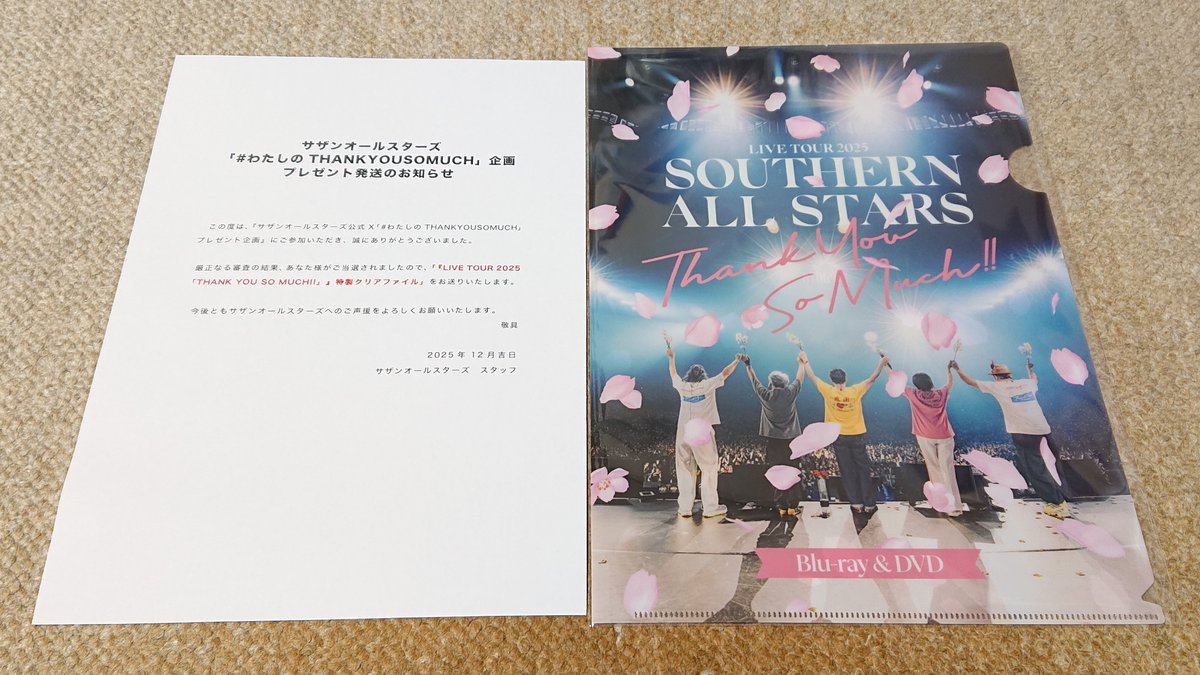 サザンオールスターズ
「#わたしの THANKYOUSOMUCH」企画
プレゼント発送のお知らせ
この度は、『サザンオールスターズ公式 X「#わたしの THANKYOUSOMUCH」
プレゼント企画』にご参加いただき、誠にありがとうございました。
厳正なる審査の結果、あなた様がご当選されましたので、「『LIVE TOUR 2025
「THANK YOU SO MUCH!!」』特製クリアファイル」をお送りいたします。
今後ともサザンオールスターズへのご声援をよろしくお願いいたします。
敬具
2025 年 12 月吉日
サザンオールスターズ スタッフ
LIVE TOUR 2025
SOUTHERN
ALL STARS
Thank You
So Much!!
Blu-ray & DVD